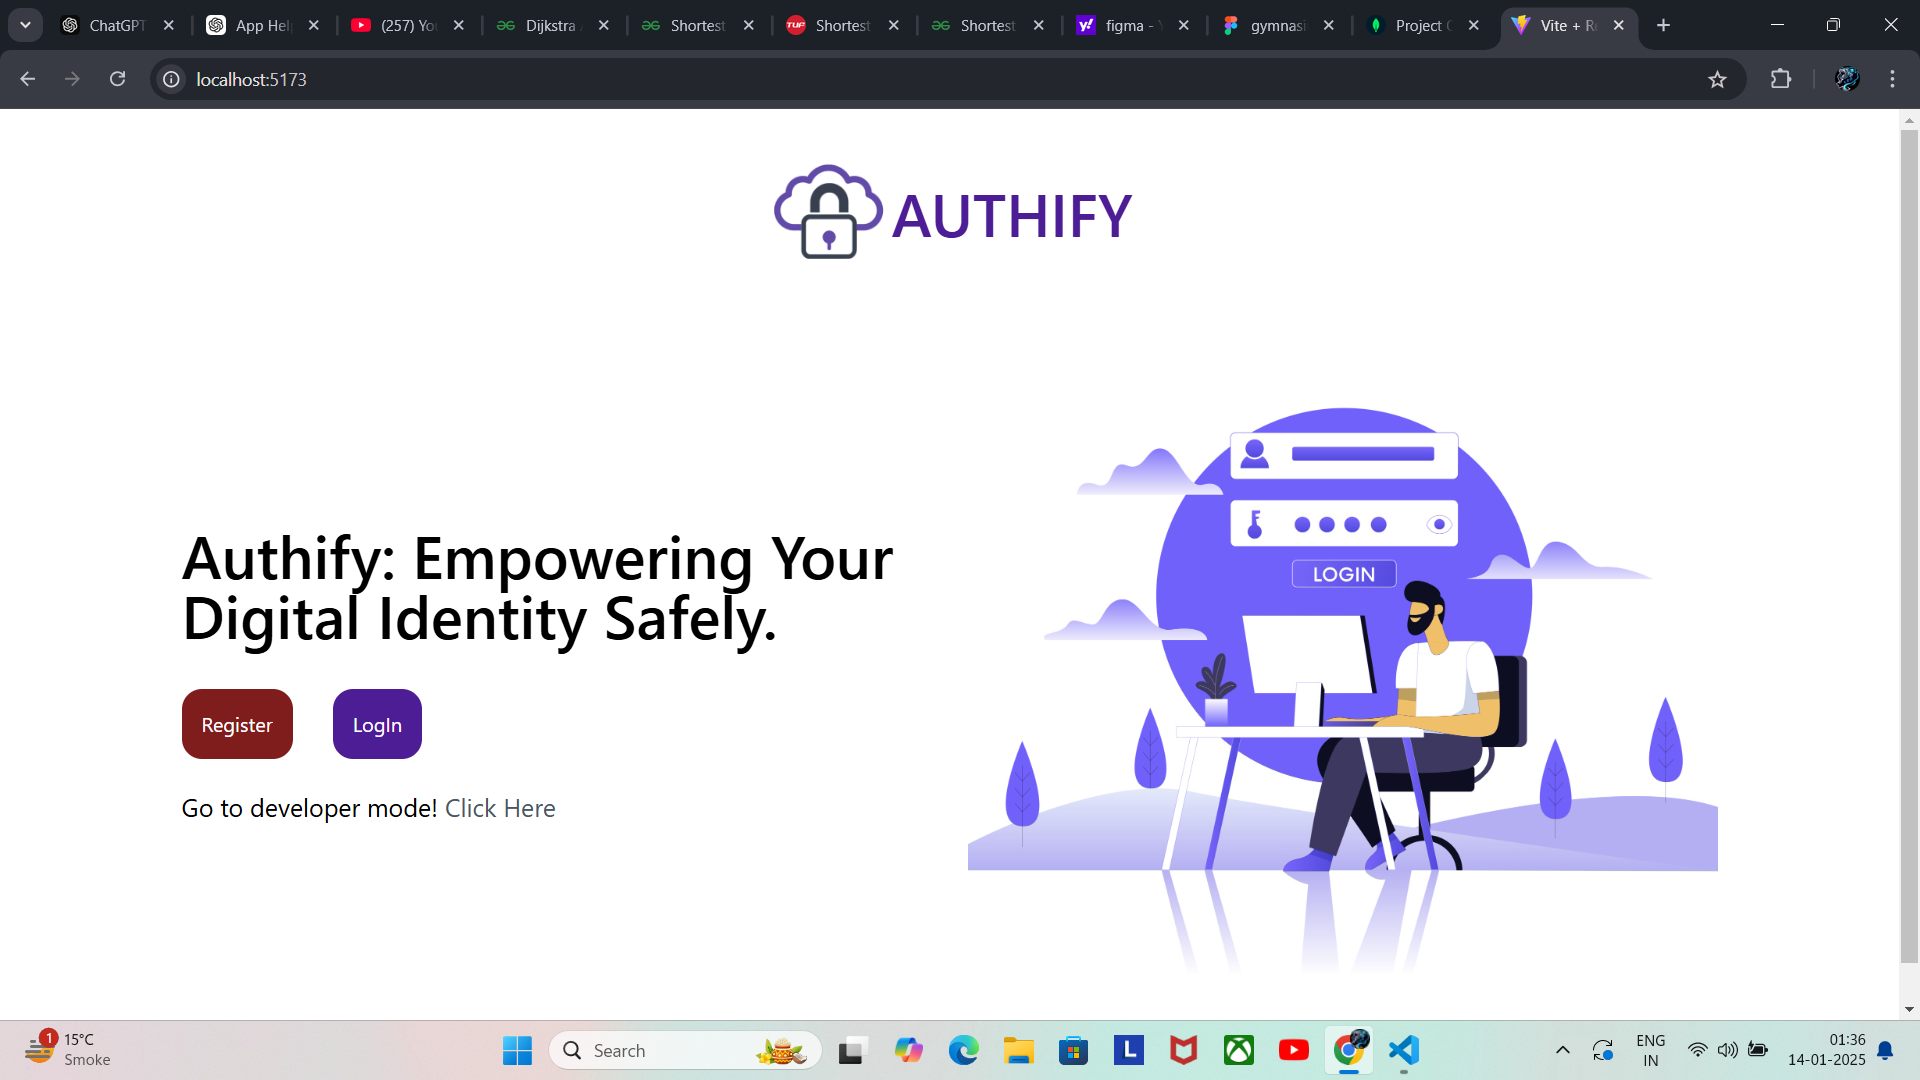 ChatGPT
App Hel
(257) Yo
Dijkstra
Shortest
Shortest
Shortest
figma -
gymnasi
Project
Vite + Re
localhost:5173
AUTHIFY
LOGIN
Authify: Empowering Your
Digital Identity Safely.
Register
LogIn
Go to developer mode! Click Here
1
15°C
Smoke
Search
L
ENG
IN
01:36
14-01-2025